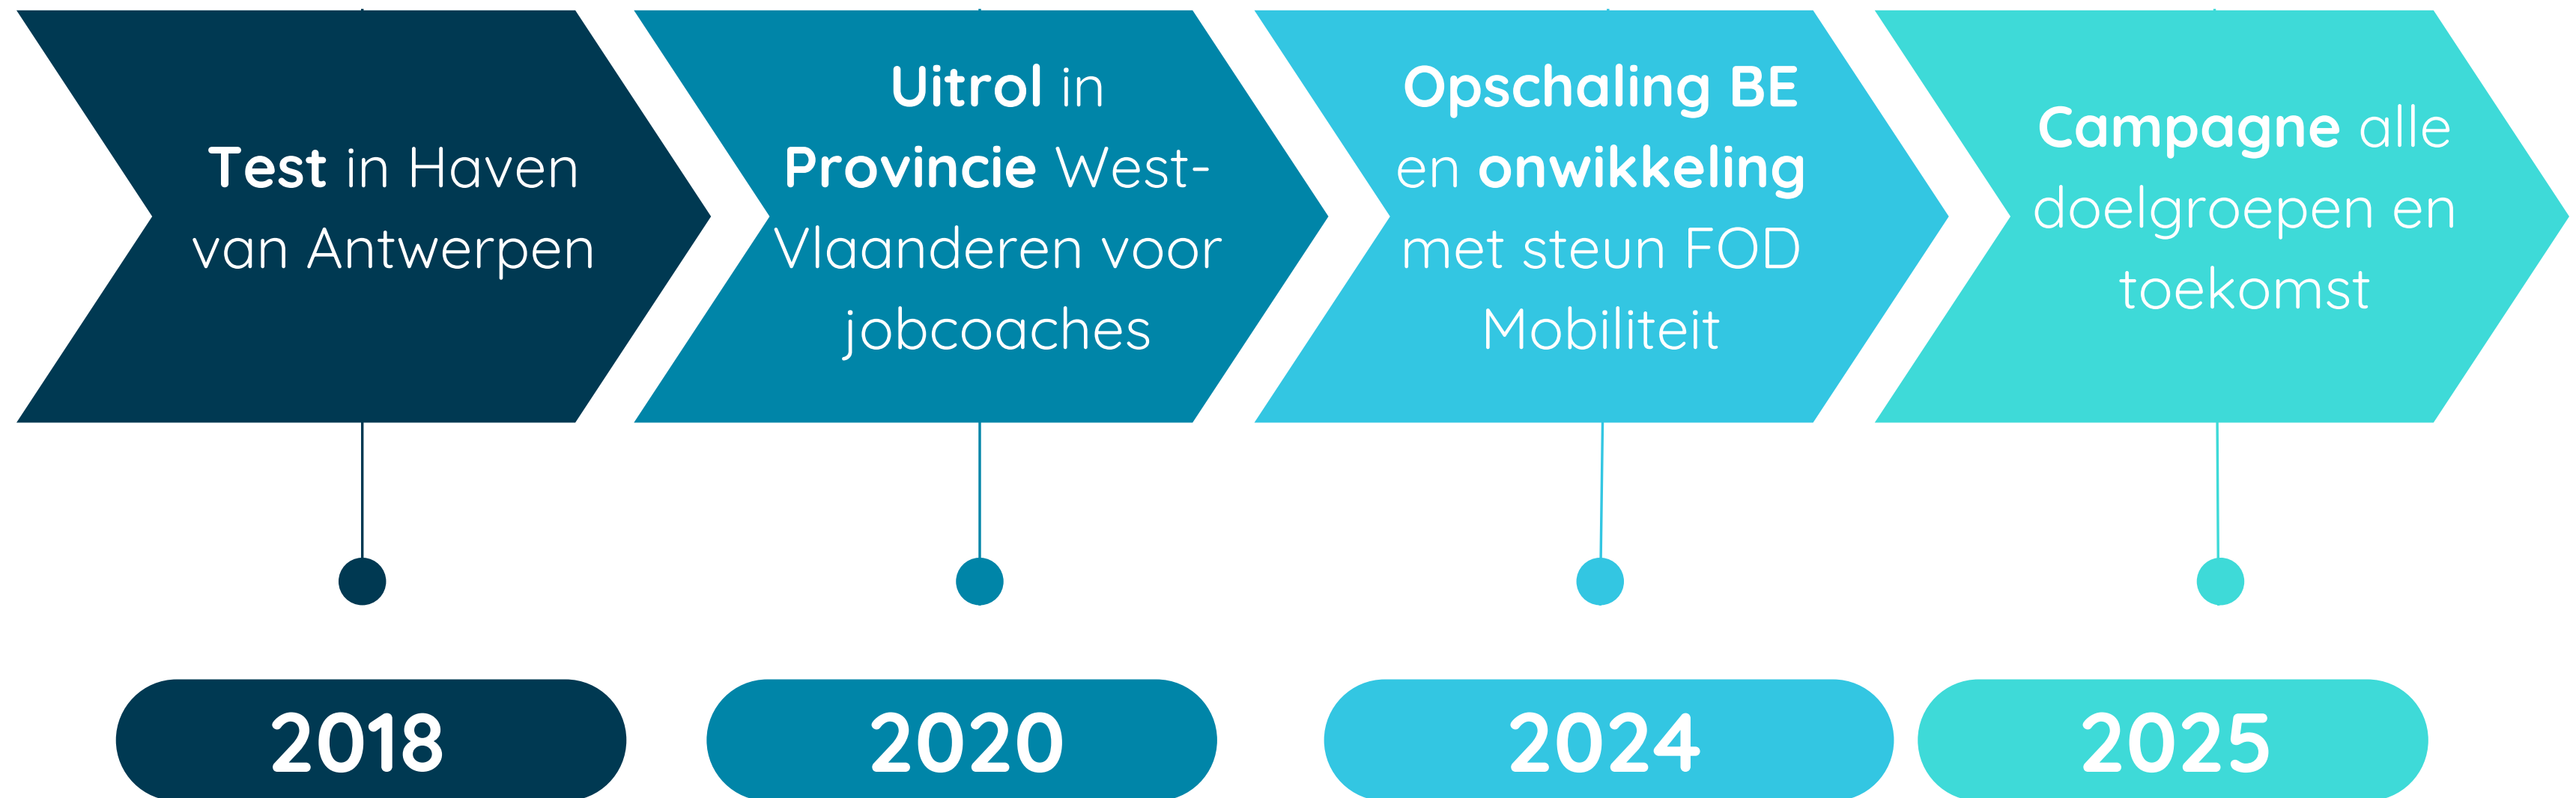 Test in Haven
van Antwerpen
Uitrol in
Provincie West-
Vlaanderen voor
jobcoaches
Opschaling BE
en onwikkeling
met steun FOD
Mobiliteit
Campagne alle
doelgroepen en
toekomst
2018
2020
2024
2025